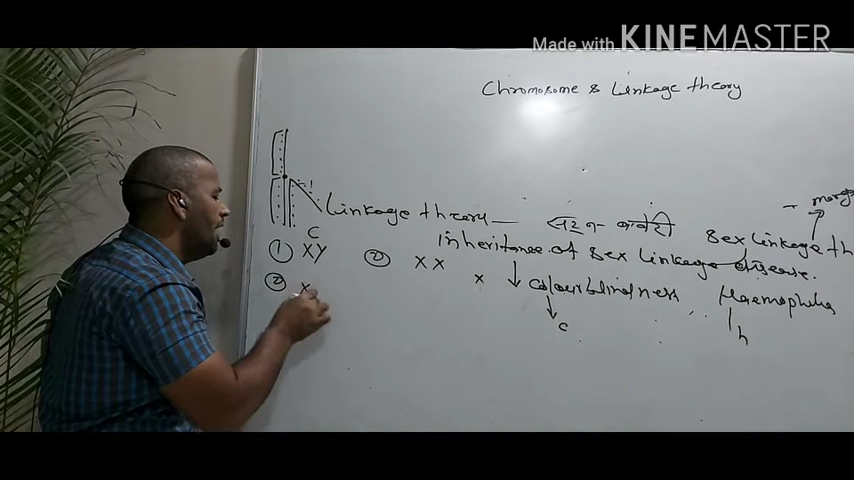 Made with KINEMASTER
Chromosome & Linkage theory
Linkage theory —
Sex linkage th
inheritance of sex linkage disease.
C
① XY ② XX
x ↓ colourblindness Haemophilia
② x
c h